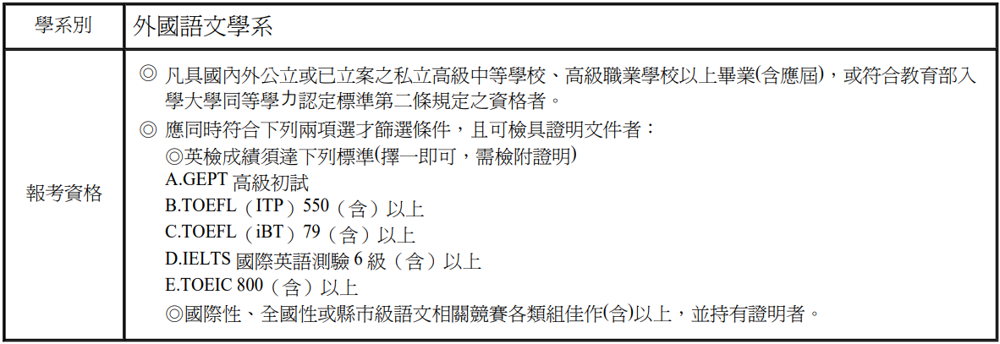 學系別
外國語文學系
報考資格
◎ 凡具國內外公立或已立案之私立高級中等學校、高級職業學校以上畢業(含應屆)，或符合教育部入
學大學同等學力認定標準第二條規定之資格者。
◎ 應同時符合下列兩項選才篩選條件，且可檢具證明文件者：
◎英檢成績須達下列標準(擇一即可，需檢附證明)
A.GEPT 高級初試
B.TOEFL（ITP）550（含）以上
C.TOEFL（iBT）79（含）以上
D.IELTS 國際英語測驗 6 級（含）以上
E.TOEIC 800（含）以上
◎國際性、全國性或縣市級語文相關競賽各類組佳作(含)以上，並持有證明者。